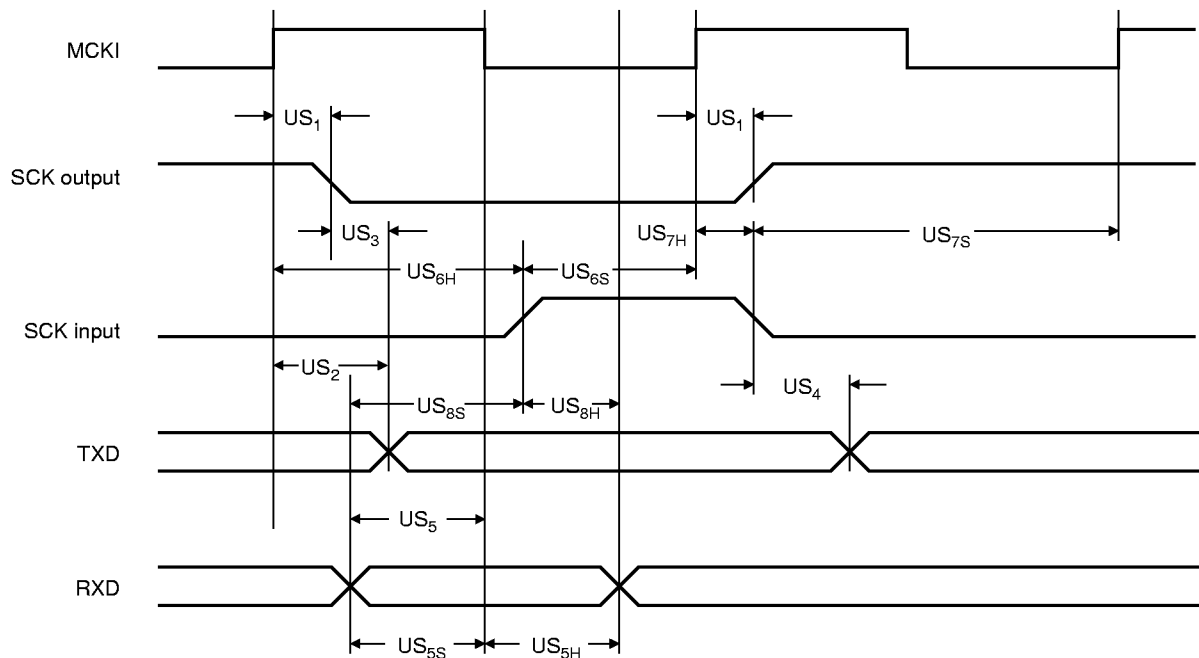 MCKI
US1 US1
SCK output
US3 US7H US7S
US6H US6S
SCK input
US2
US4
US8S US8H
TXD
US5
RXD
US5S US5H